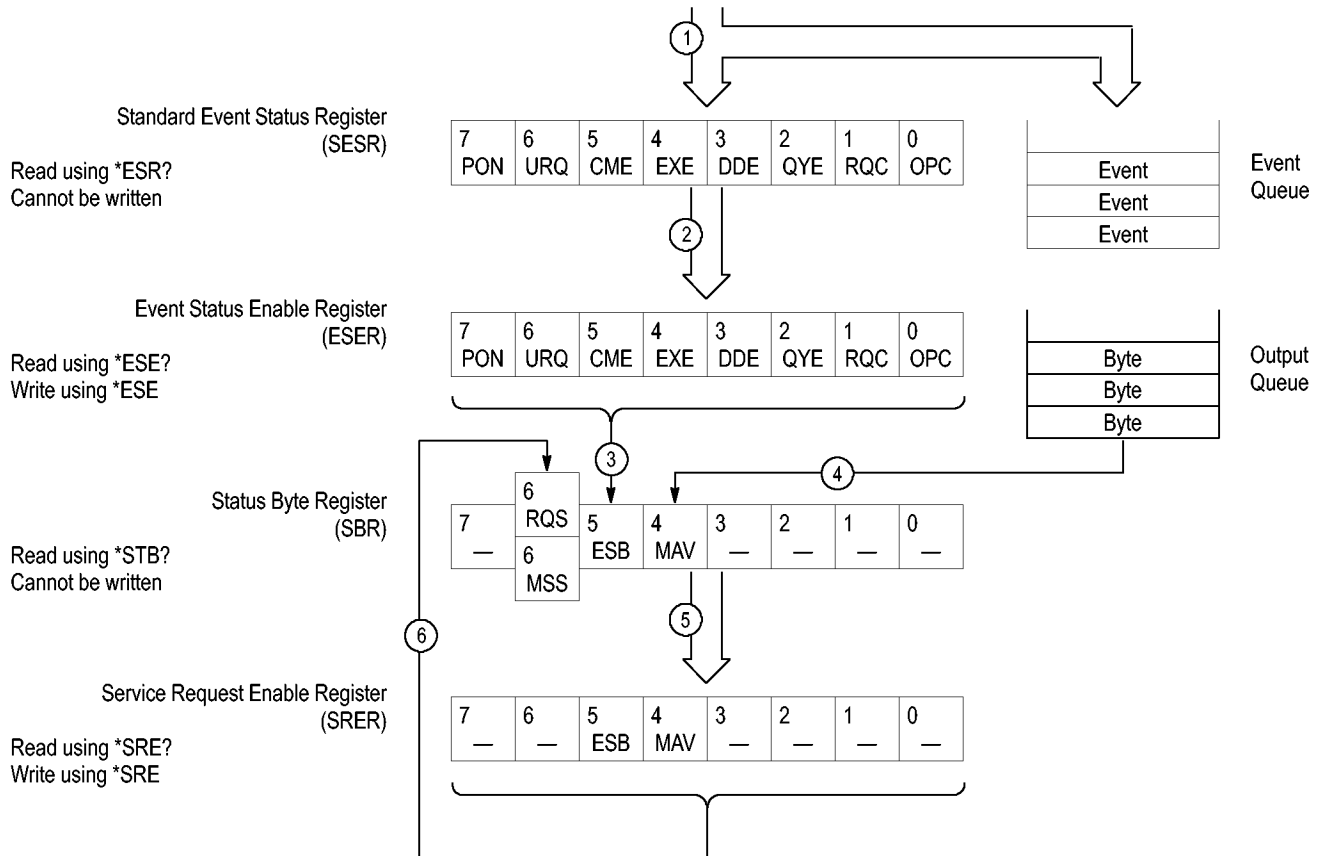 1
Standard Event Status Register
(SESR)
Read using *ESR?
Cannot be written
7 6 5 4 3 2 1 0
PON URQ CME EXE DDE QYE RQC OPC
Event
Event
Event
Event
Queue
2
Event Status Enable Register
(ESER)
Read using *ESE?
Write using *ESE
7 6 5 4 3 2 1 0
PON URQ CME EXE DDE QYE RQC OPC
Byte
Byte
Byte
Output
Queue
3
4
Status Byte Register
(SBR)
Read using *STB?
Cannot be written
6
RQS
7 5 4 3 2 1 0
— ESB MAV — — — —
6
MSS
5
6
Service Request Enable Register
(SRER)
Read using *SRE?
Write using *SRE
7 6 5 4 3 2 1 0
— — ESB MAV — — — —